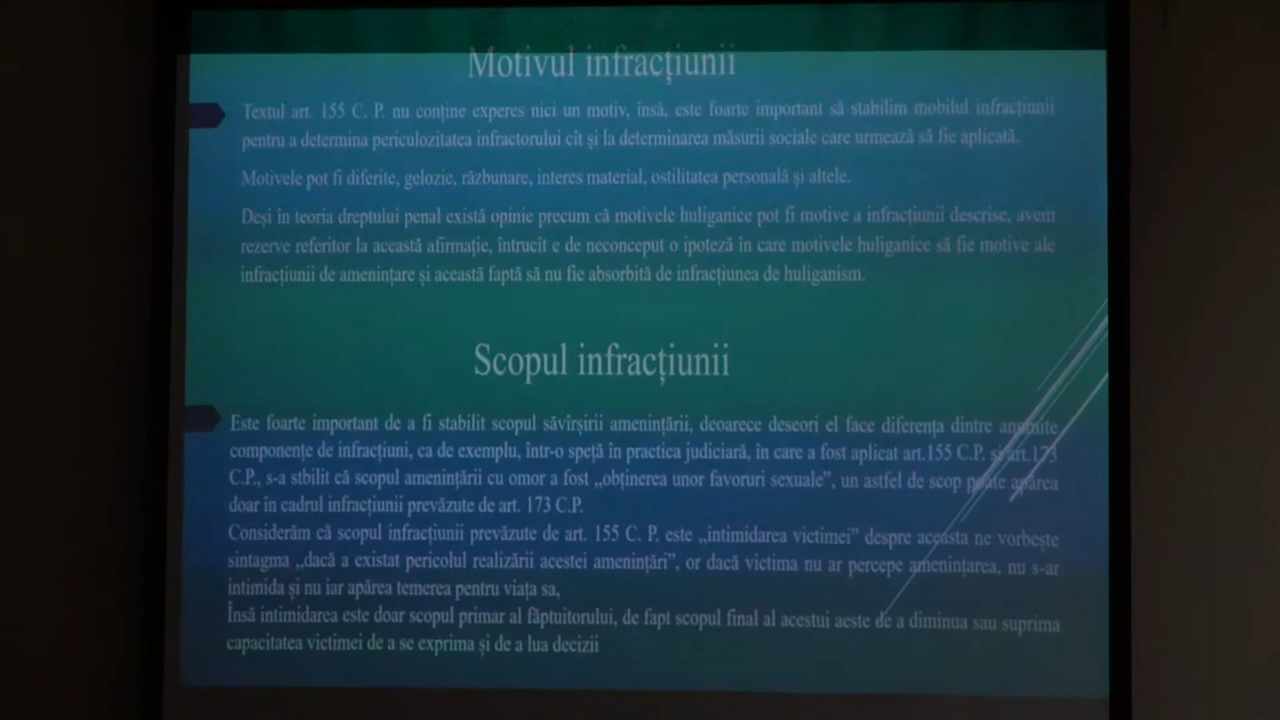 Motivul infracțiunii
Textul art. 155 C. P. nu conține experes nici un motiv, însă, este foarte important să stabilim mobilul infracțiunii
pentru a determina periculozitatea infractorului cît și la determinarea măsurii sociale care urmează să fie aplicată.
Motivele pot fi diferite, gelozie, răzbunare, interes material, ostilitatea personală și altele.
Deși în teoria dreptului penal există opinie precum că motivele huliganice pot fi motive a infracțiunii descrise, avem
rezerve referitor la această afirmație, întrucît e de neconceput o ipoteză în care motivele huliganice să fie motive ale
infracțiunii de amenințare și această faptă să nu fie absorbită de infracțiunea de huliganism.
Scopul infracțiunii
Este foarte important de a fi stabilit scopul săvîrșirii amenințării, deoarece deseori el face diferența dintre anumite
componențe de infracțiuni, ca de exemplu, într-o speță în practica judiciară, în care a fost aplicat art.155 C.P. și art.173
C.P., s-a stbilit că scopul amenințării cu omor a fost „obținerea unor favoruri sexuale”, un astfel de scop poate apărea
doar în cadrul infracțiunii prevăzute de art. 173 C.P.
Considerăm că scopul infracțiunii prevăzute de art. 155 C. P. este „intimidarea victimei” despre aceasta ne vorbește
sintagma „dacă a existat pericolul realizării acestei amenințări”, or dacă victima nu ar percepe amenințarea, nu s-ar
intimida și nu iar apărea temerea pentru viața sa,
Însă intimidarea este doar scopul primar al făptuitorului, de fapt scopul final al acestui aeste de a diminua sau suprima
capacitatea victimei de a se exprima și de a lua decizii